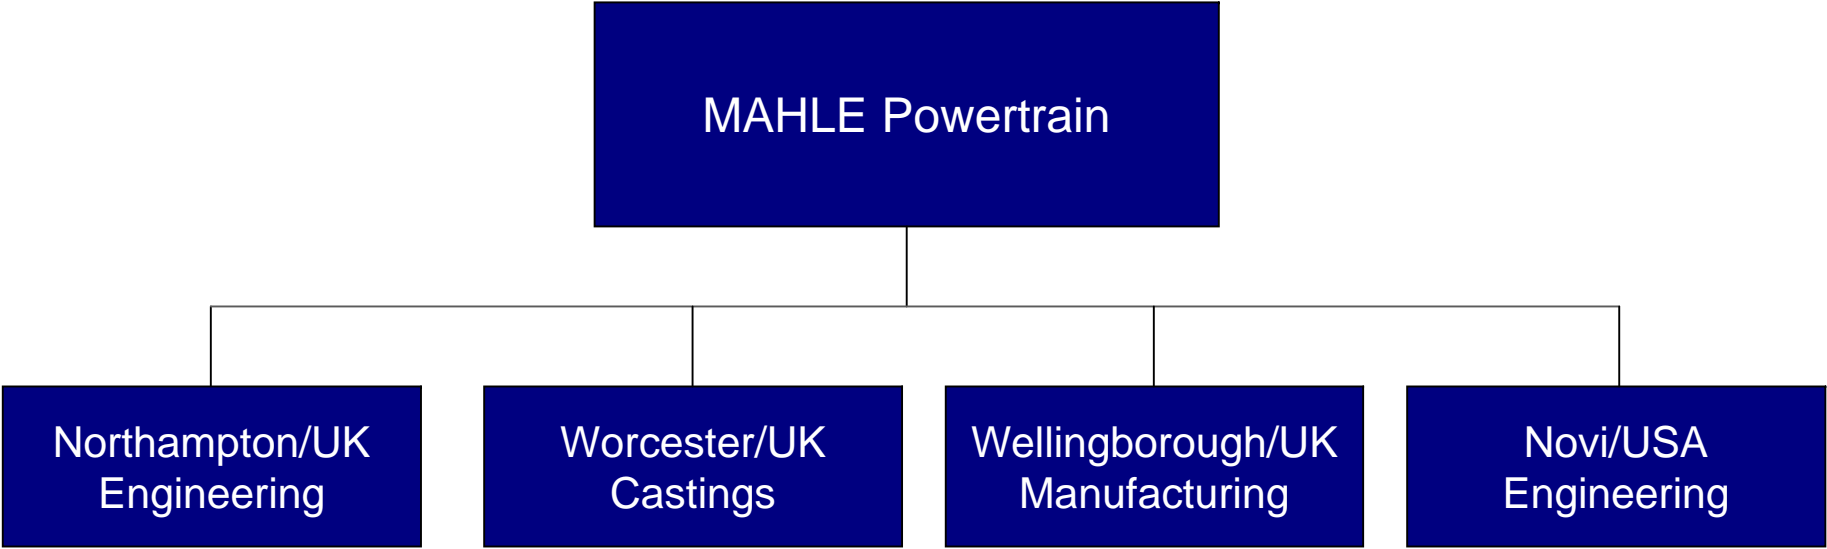 MAHLE Powertrain
Northampton/UK
Engineering
Worcester/UK
Castings
Wellingborough/UK
Manufacturing
Novi/USA
Engineering